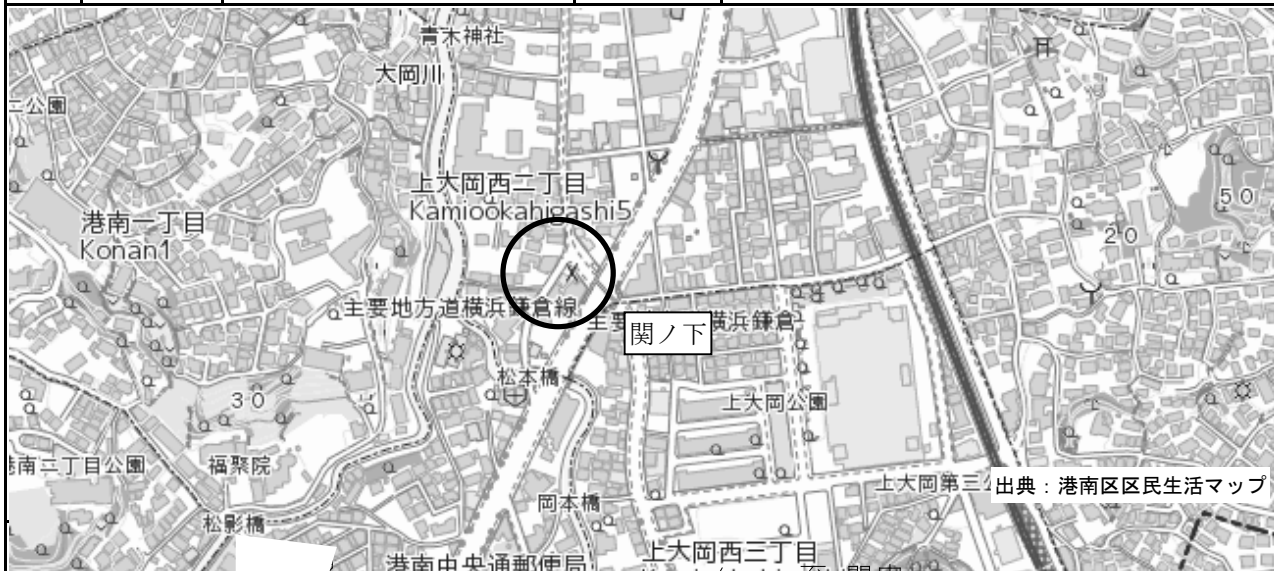 青木神社
大岡川
二公園
50
上大岡西二丁目
Kamioōkahigashi5
港南一丁目
Konan1
20
主要地方道横浜鎌倉線
主要
横浜鎌倉
関ノ下
松本橋
30
上大岡公園
港南二丁目公園
福聚院
上大岡第三公
出典:港南区区民生活マップ
岡本橋
松影橋
港南中央通郵便局
上大岡西三丁目